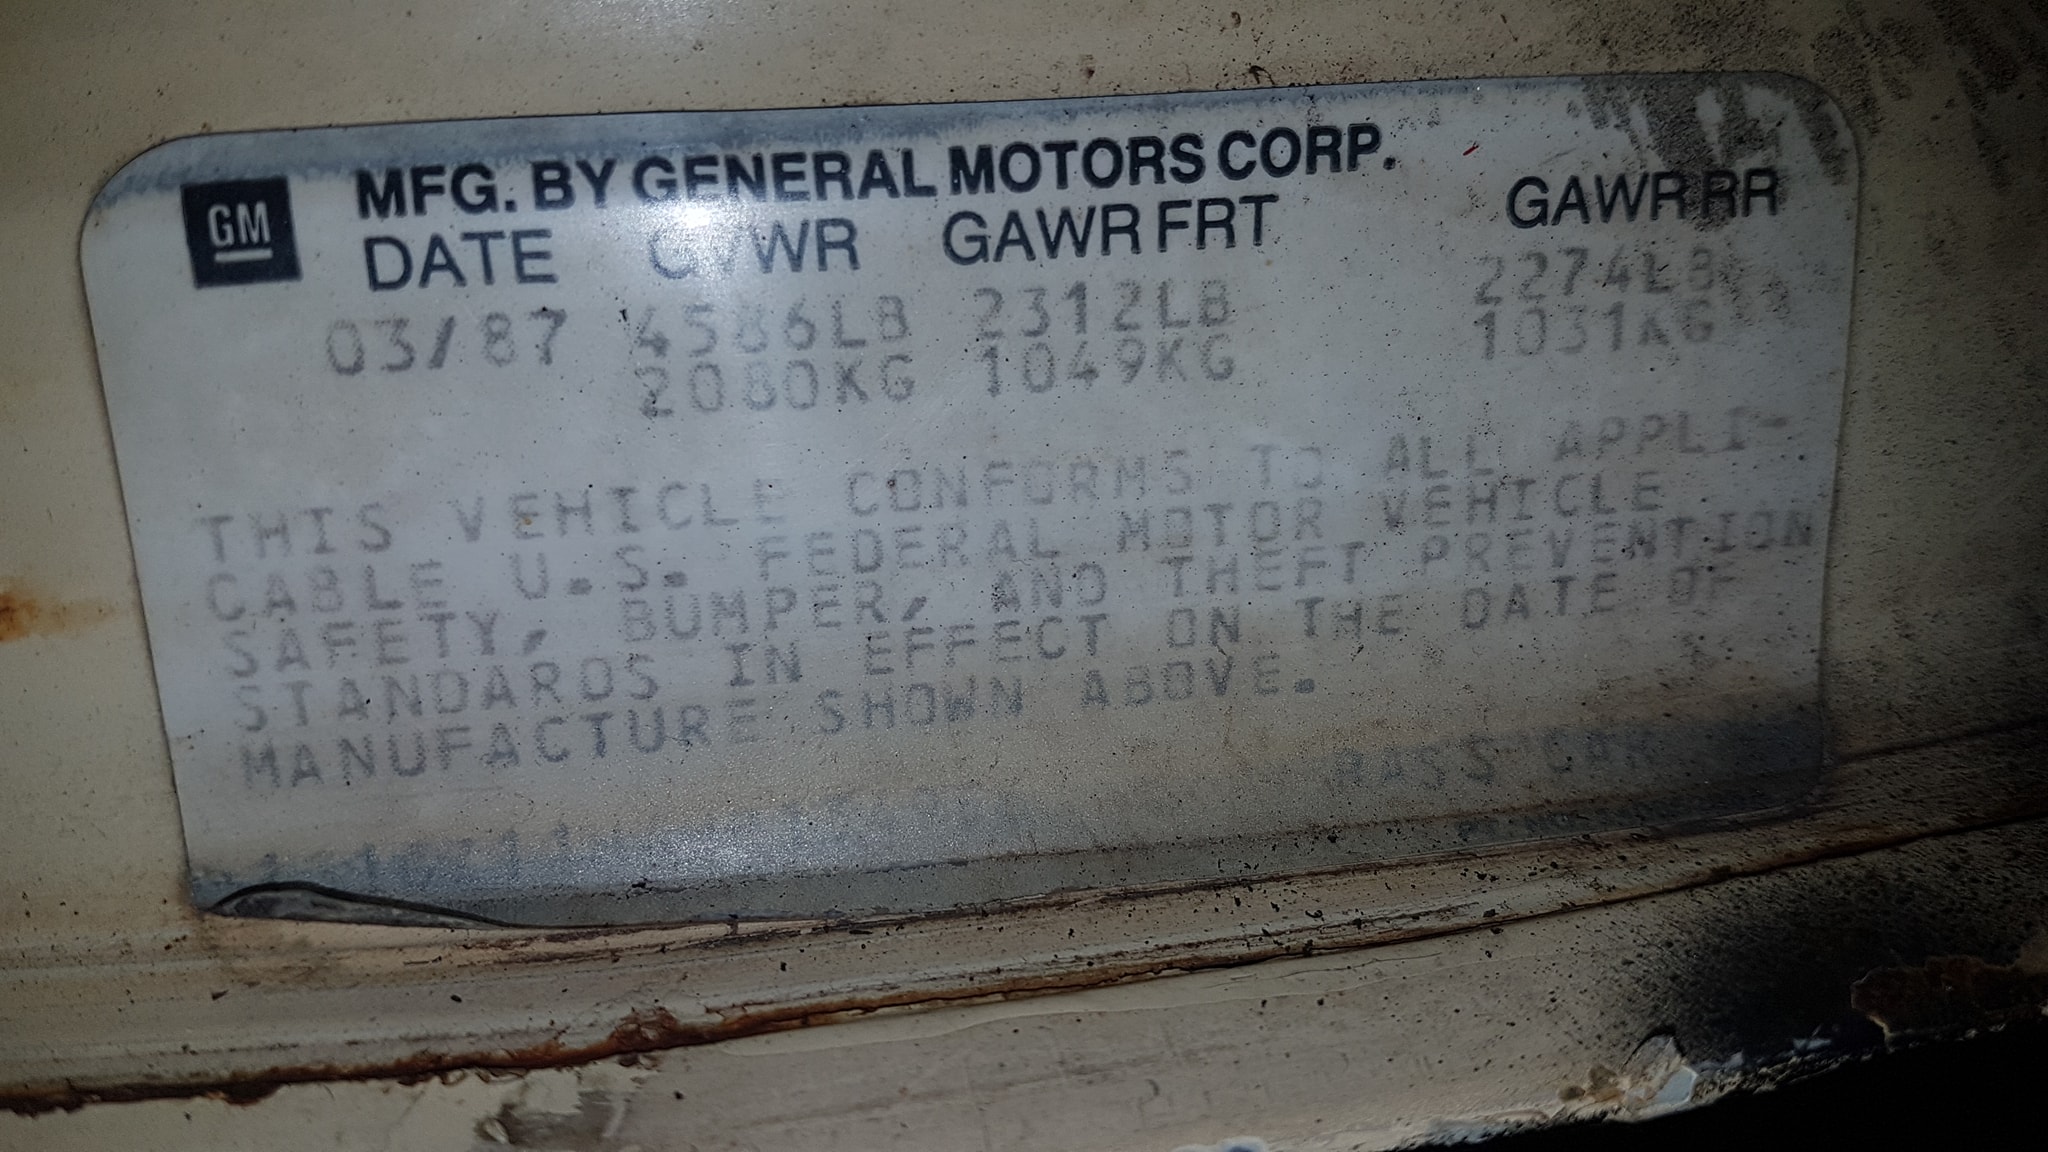 GM
MFG. BY GENERAL MOTORS CORP.
DATE GVWR GAWR FRT GAWR RR
03/87 4586LB 2312LB 2274LB
2080KG 1049KG 1031KG
THIS VEHICLE CONFORMS TO ALL APPLI-
CABLE U.S. FEDERAL MOTOR VEHICLE
SAFETY, BUMPER, AND THEFT PREVENTION
STANDARDS IN EFFECT ON THE DATE OF
MANUFACTURE SHOWN ABOVE.
PASS CAR